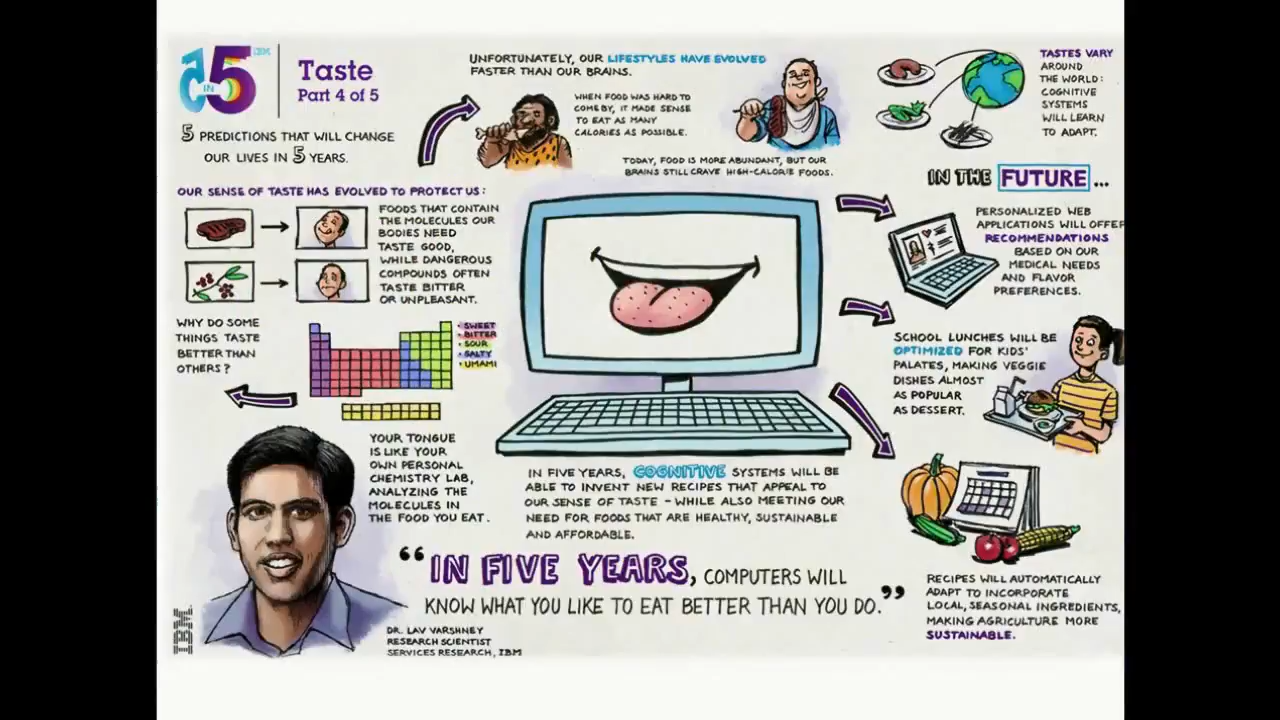 5 IN 5
IBM
Taste
Part 4 of 5
5 PREDICTIONS THAT WILL CHANGE
OUR LIVES IN 5 YEARS.
OUR SENSE OF TASTE HAS EVOLVED TO PROTECT US:
FOODS THAT CONTAIN
THE MOLECULES OUR
BODIES NEED
TASTE GOOD,
WHILE DANGEROUS
COMPOUNDS OFTEN
TASTE BITTER
OR UNPLEASANT.
WHY DO SOME
THINGS TASTE
BETTER THAN
OTHERS?
• SWEET
• BITTER
• SOUR
• SALTY
• UMAMI
YOUR TONGUE
IS LIKE YOUR
OWN PERSONAL
CHEMISTRY LAB,
ANALYZING THE
MOLECULES IN
THE FOOD YOU EAT.
UNFORTUNATELY, OUR LIFESTYLES HAVE EVOLVED
FASTER THAN OUR BRAINS.
WHEN FOOD WAS HARD TO
COME BY, IT MADE SENSE
TO EAT AS MANY
CALORIES AS POSSIBLE.
TODAY, FOOD IS MORE ABUNDANT, BUT OUR
BRAINS STILL CRAVE HIGH-CALORIE FOODS.
IN FIVE YEARS, COGNITIVE SYSTEMS WILL BE
ABLE TO INVENT NEW RECIPES THAT APPEAL TO
OUR SENSE OF TASTE – WHILE ALSO MEETING OUR
NEED FOR FOODS THAT ARE HEALTHY, SUSTAINABLE
AND AFFORDABLE.
TASTES VARY
AROUND
THE WORLD:
COGNITIVE
SYSTEMS
WILL LEARN
TO ADAPT.
IN THE FUTURE...
PERSONALIZED WEB
APPLICATIONS WILL OFFER
RECOMMENDATIONS
BASED ON OUR
MEDICAL NEEDS
AND FLAVOR
PREFERENCES.
SCHOOL LUNCHES WILL BE
OPTIMIZED FOR KIDS'
PALATES, MAKING VEGGIE
DISHES ALMOST
AS POPULAR
AS DESSERT.
RECIPES WILL AUTOMATICALLY
ADAPT TO INCORPORATE
LOCAL, SEASONAL INGREDIENTS,
MAKING AGRICULTURE MORE
SUSTAINABLE.
“IN FIVE YEARS, COMPUTERS WILL
KNOW WHAT YOU LIKE TO EAT BETTER THAN YOU DO.”
DR. LAV VARSHNEY
RESEARCH SCIENTIST
SERVICES RESEARCH, IBM
IBM.